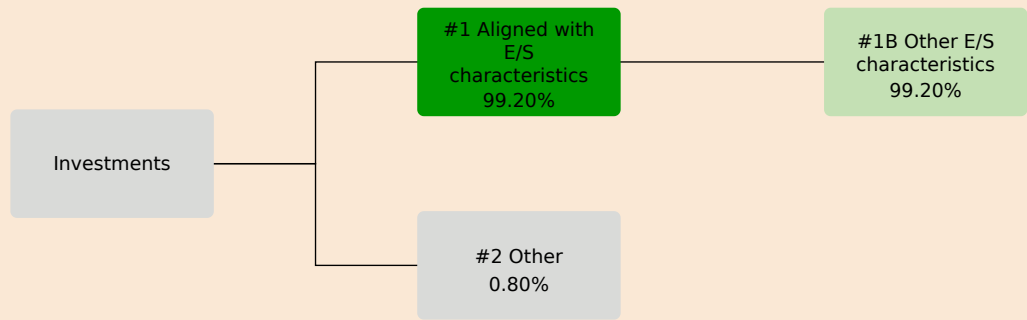 #1 Aligned with
E/S
characteristics
99.20%
#1B Other E/S
characteristics
99.20%
Investments
#2 Other
0.80%